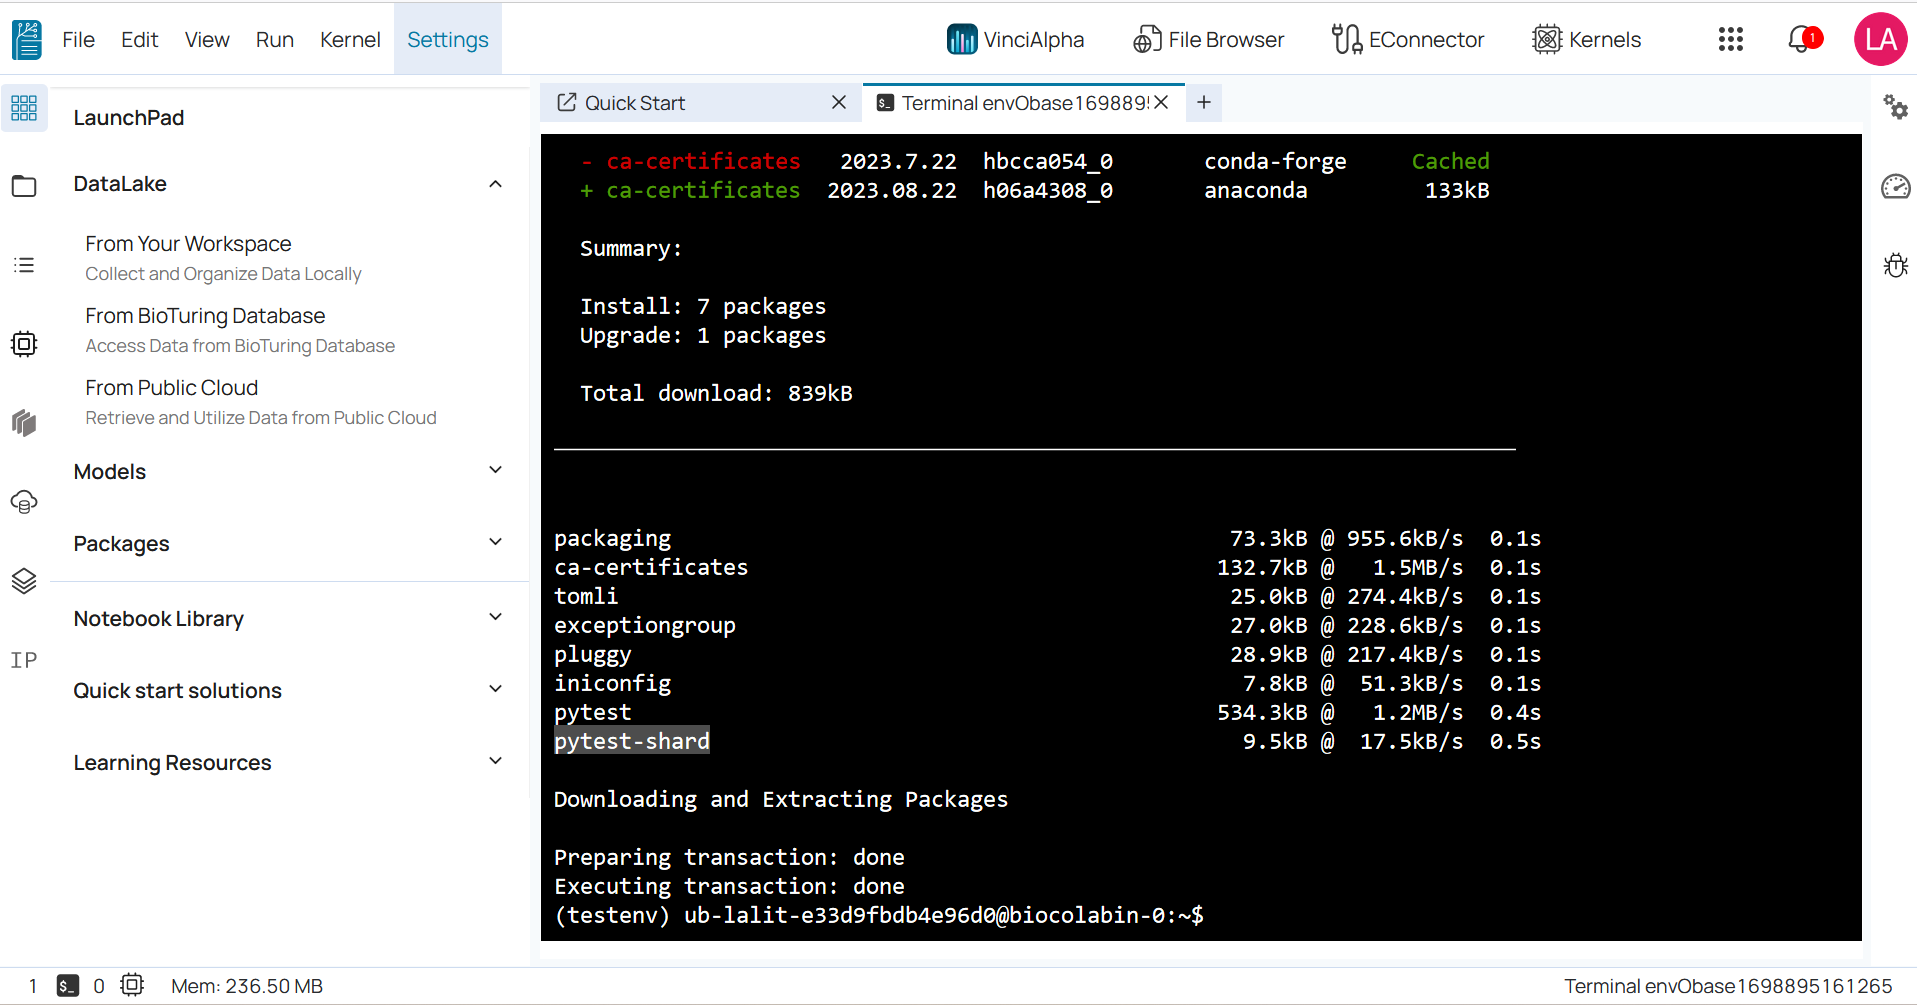 File Edit View Run Kernel Settings VinciAlpha File Browser EConnector Kernels 1 LA
LaunchPad
DataLake
From Your Workspace
Collect and Organize Data Locally
From BioTuring Database
Access Data from BioTuring Database
From Public Cloud
Retrieve and Utilize Data from Public Cloud
Models
Packages
Notebook Library
Quick start solutions
Learning Resources
IP
Quick Start
$_ Terminal envObase169889
- ca-certificates 2023.7.22 hbcca054_0 conda-forge Cached
+ ca-certificates 2023.08.22 h06a4308_0 anaconda 133kB
Summary:
Install: 7 packages
Upgrade: 1 packages
Total download: 839kB
packaging 73.3kB @ 955.6kB/s 0.1s
ca-certificates 132.7kB @ 1.5MB/s 0.1s
tomli 25.0kB @ 274.4kB/s 0.1s
exceptiongroup 27.0kB @ 228.6kB/s 0.1s
pluggy 28.9kB @ 217.4kB/s 0.1s
iniconfig 7.8kB @ 51.3kB/s 0.1s
pytest 534.3kB @ 1.2MB/s 0.4s
pytest-shard 9.5kB @ 17.5kB/s 0.5s
Downloading and Extracting Packages
Preparing transaction: done
Executing transaction: done
(testenv) ub-lalit-e33d9fbdb4e96d0@biocolabin-0:~$
1 $_ 0 Mem: 236.50 MB Terminal envObase1698895161265